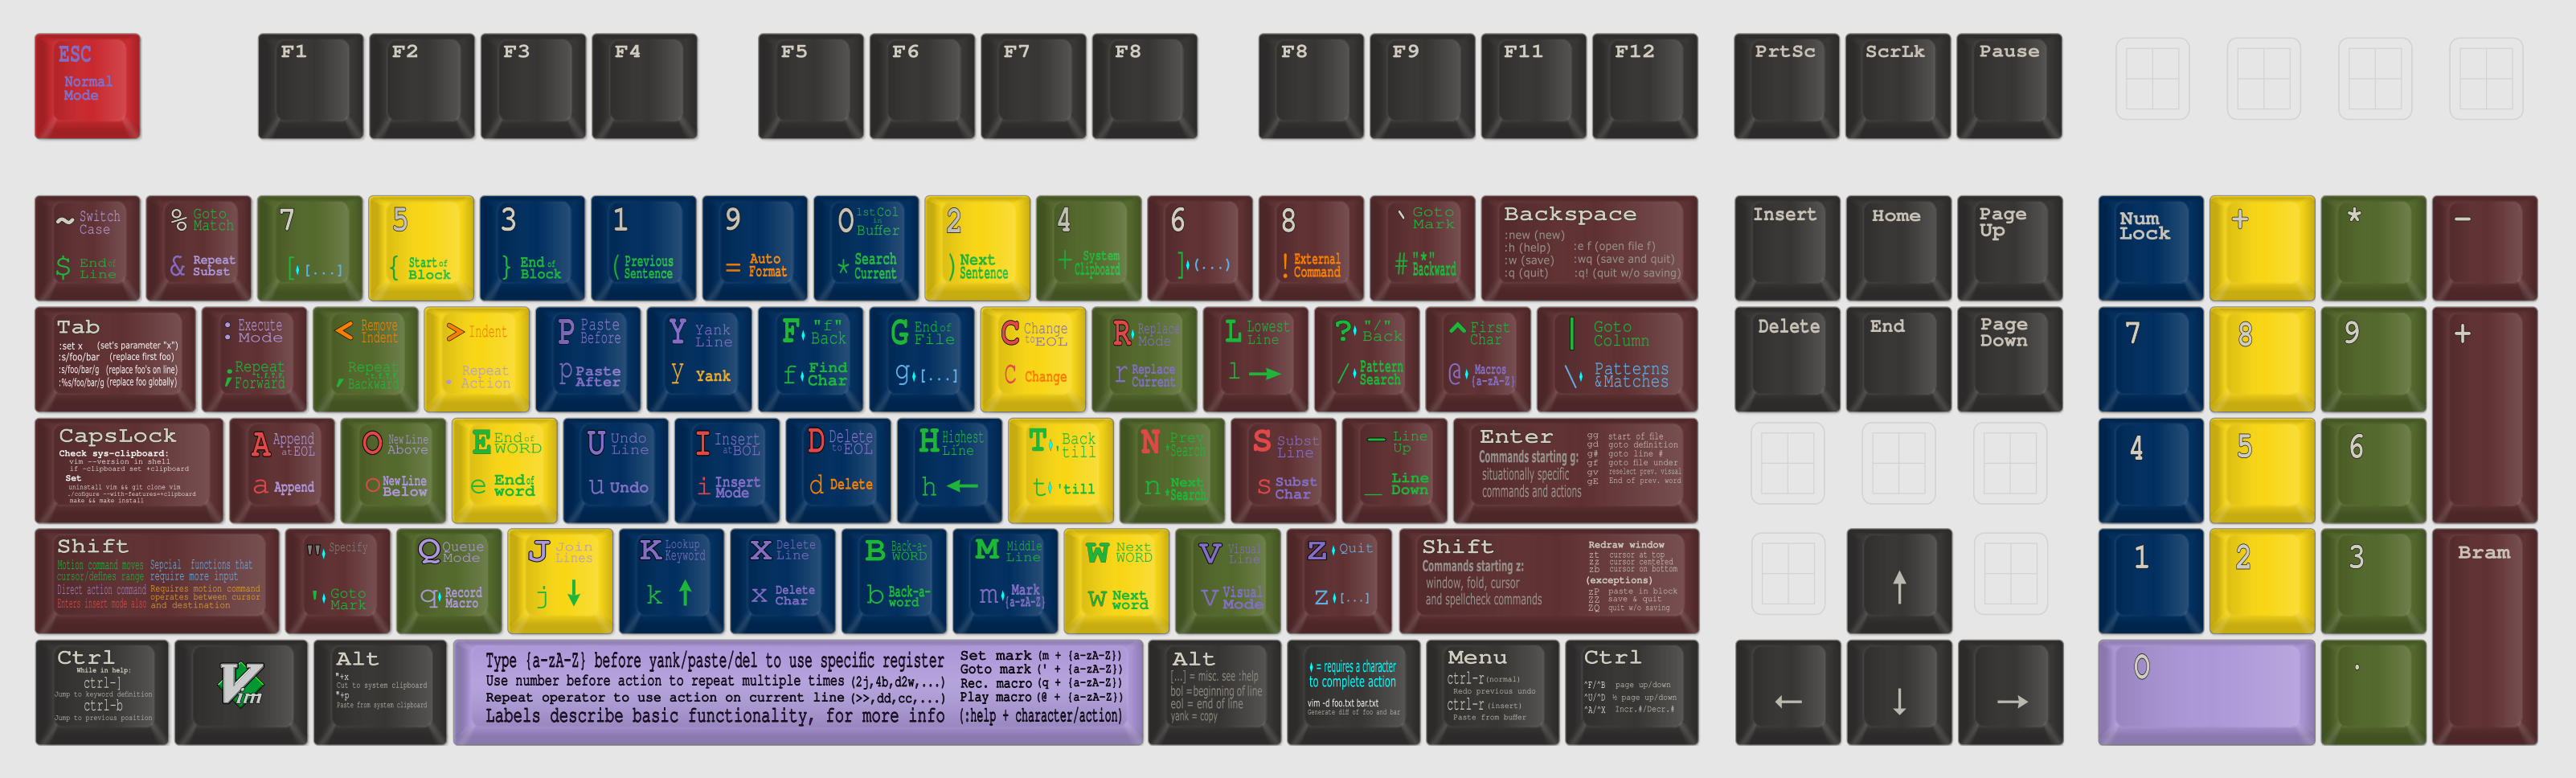 ESC
Normal
Mode
F1
F2
F3
F4
F5
F6
F7
F8
F8
F9
F11
F12
PrtSc
ScrLk
Pause
~ Switch
Case
$ End of
Line
% Goto
Match
& Repeat
Subst
7
[♦[...]
5
{ Start of
Block
3
} End of
Block
1
( Previous
Sentence
9
= Auto
Format
0 1st Col
in
Buffer
* Search
Current
2
) Next
Sentence
4
+ System
Clipboard
6
]♦(...)
8
! External
Command
` Goto
Mark
# "*"
Backward
Backspace
:new (new)
:h (help)
:w (save)
:q (quit)
:e f (open file f)
:wq (save and quit)
:q! (quit w/o saving)
Insert
Home
Page
Up
Num
Lock
+
*
-
Tab
:set x (set's parameter "x")
:s/foo/bar (replace first foo)
:s/foo/bar/g (replace foo's on line)
:%s/foo/bar/g (replace foo globally)
: Execute
Mode
; Repeat
Forward
< Remove
Indent
, Repeat
Backward
> Indent
. Repeat
Action
P Paste
Before
p Paste
After
Y Yank
Line
y Yank
F♦ "f"
Back
f♦ Find
Char
G End of
File
g♦[...]
C Change
to EOL
c Change
R♦ Replace
Mode
r Replace
Current
L Lowest
Line
l →
?♦ "/"
Back
/♦ Pattern
Search
^ First
Char
@♦ Macros
{a-zA-Z}
| Goto
Column
\♦ Patterns
&Matches
Delete
End
Page
Down
7
8
9
+
CapsLock
Check sys-clipboard:
vim --version in shell
if -clipboard set +clipboard
Set
uninstall vim && git clone vim
./cofigure --with-features=+clipboard
make && make install
A Append
at EOL
a Append
O New Line
Above
o New Line
Below
E End of
WORD
e End of
word
U Undo
Line
u Undo
I Insert
at BOL
i Insert
Mode
D Delete
to EOL
d Delete
H Highest
Line
h ←
T♦ Back
'till
t♦ 'till
N Prev
*Search
n Next
*Search
S Subst
Line
s Subst
Char
– Line
Up
_ Line
Down
Enter
Commands starting g:
situationally specific
commands and actions
gg start of file
gd goto definition
g# goto line #
gf goto file under
gv reselect prev. visual
gE End of prev. word
4
5
6
Shift
Motion command moves
cursor/defines range
Direct action command
Enters insert mode also
Sepcial functions that
require more input
Requires motion command
operates between cursor
and destination
"♦ Specify
'♦ Goto
Mark
Q Queue
Mode
q♦ Record
Macro
J Join
Lines
j ↓
K Lookup
Keyword
k ↑
X Delete
Line
x Delete
Char
B Back-a-
WORD
b Back-a-
word
M Middle
Line
m♦ Mark
{a-zA-Z}
W Next
WORD
w Next
word
V Visual
Line
v Visual
Mode
Z♦ Quit
z♦[...]
Shift
Commands starting z:
window, fold, cursor
and spellcheck commands
Redraw window
zt cursor at top
zz cursor centered
zb cursor on bottom
(exceptions)
zP paste in block
ZZ save & quit
ZQ quit w/o saving
↑
1
2
3
Bram
Ctrl
While in help:
ctrl-]
Jump to keyword definition
ctrl-b
Jump to previous position
Vim
Alt
"+x
Cut to system clipboard
"+p
Paste from system clipboard
Type {a-zA-Z} before yank/paste/del to use specific register
Use number before action to repeat multiple times (2j,4b,d2w,...)
Repeat operator to use action on current line (>>,dd,cc,...)
Labels describe basic functionality, for more info (:help + character/action)
Set mark (m + {a-zA-Z})
Goto mark (' + {a-zA-Z})
Rec. macro (q + {a-zA-Z})
Play macro (@ + {a-zA-Z})
Alt
[...] = misc. see :help
bol =beginning of line
eol = end of line
yank = copy
♦ = requires a character
to complete action
vim -d foo.txt bar.txt
Generate diff of foo and bar
Menu
ctrl-r (normal)
Redo previous undo
ctrl-r (insert)
Paste from buffer
Ctrl
^F/^B page up/down
^U/^D ½ page up/down
^A/^X Incr.#/Decr.#
←
↓
→
0
.